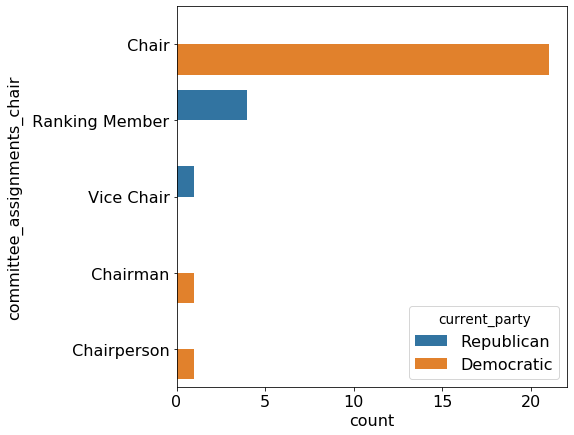 committee_assignments_chair
Chair
Ranking Member
Vice Chair
Chairman
Chairperson
current_party
Republican
Democratic
0 5 10 15 20
count